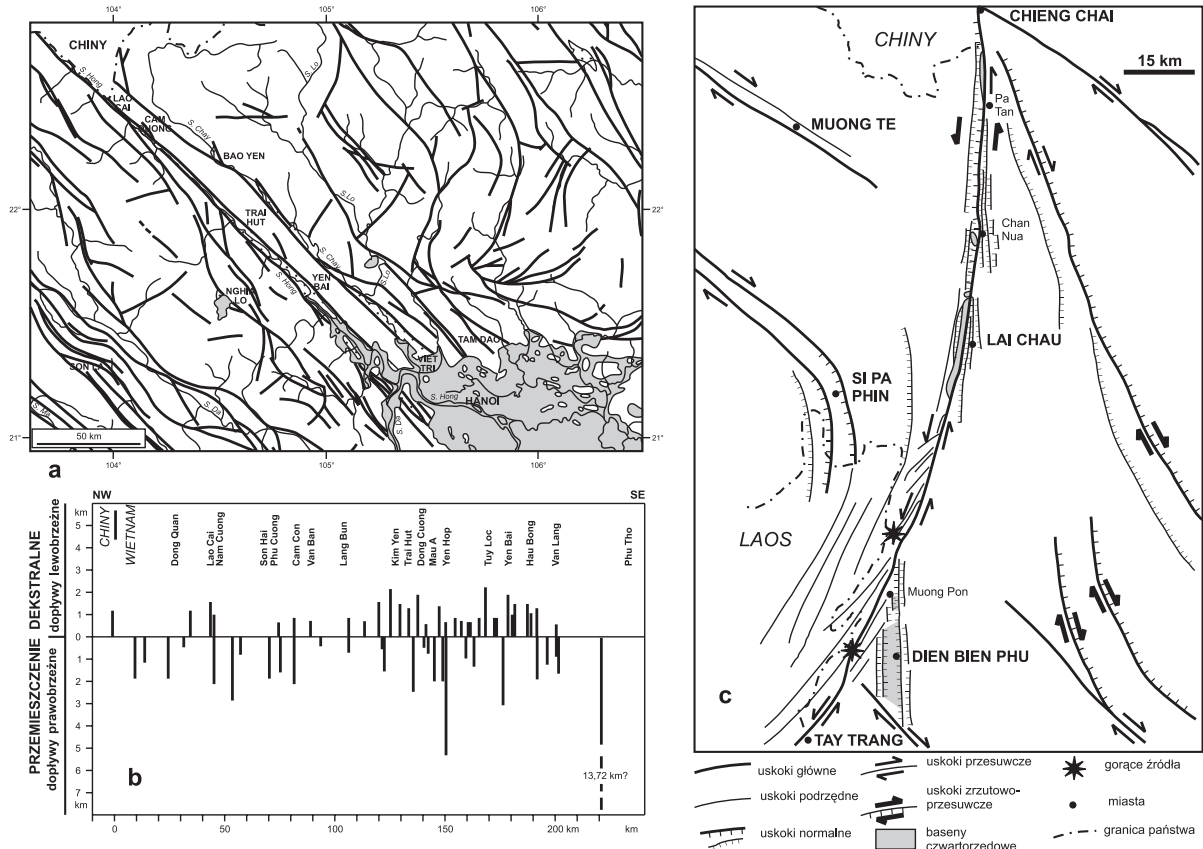 104°
105°
106°
CHINY
S. Hong
LAO
CAI
CAM
DUONG
S. Lo
S. Chay
BAO YEN
22°
22°
S.Lo
TRAI
HUT
S. Chay
S. Hong
YEN
BAI
S.Lo
NGHIA
LO
TAM DAO
VIET
TRI
SON LA
S. Hong
HANOI
S. Da
S. Ma
S. Dai
21°
21°
50 km
104°
105°
106°
a
NW
SE
PRZEMIESZCZENIE DEKSTRALNE
dopływy prawobrzeżne
dopływy lewobrzeżne
km
5
4
3
2
1
0
1
2
3
4
5
6
7
km
CHINY
WIETNAM
Dong Quan
Lao Cai
Nam Cuong
Son Hai
Phu Cuong
Cam Con
Van Ban
Lang Bun
Kim Yen
Trai Hut
Dong Cuong
Mau A
Yen Hop
Tuy Loc
Yen Bai
Hau Bong
Van Lang
Phu Tho
13,72 km?
b
0
50
100
150
200 km
km
CHIENG CHAI
CHINY
15 km
Pa
Tan
MUONG TE
Chan
Nua
LAI CHAU
SI PA
PHIN
LAOS
Muong Pon
DIEN BIEN PHU
c
TAY TRANG
uskoki główne
uskoki podrzędne
uskoki normalne
uskoki przesuwcze
uskoki zrzutowo-
przesuwcze
baseny
czwartorzędowe
gorące źródła
miasta
granica państwa